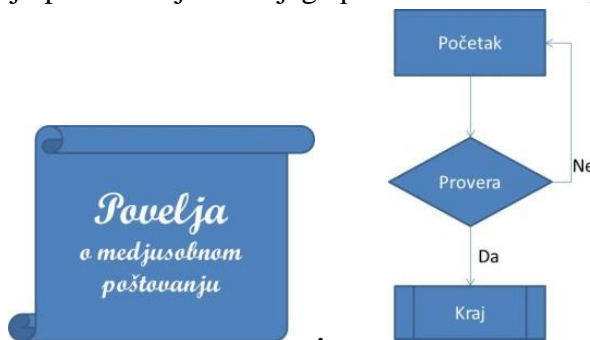 Povelja
o medjusobnom
poštovanju
Početak
Provera
Ne
Da
Kraj